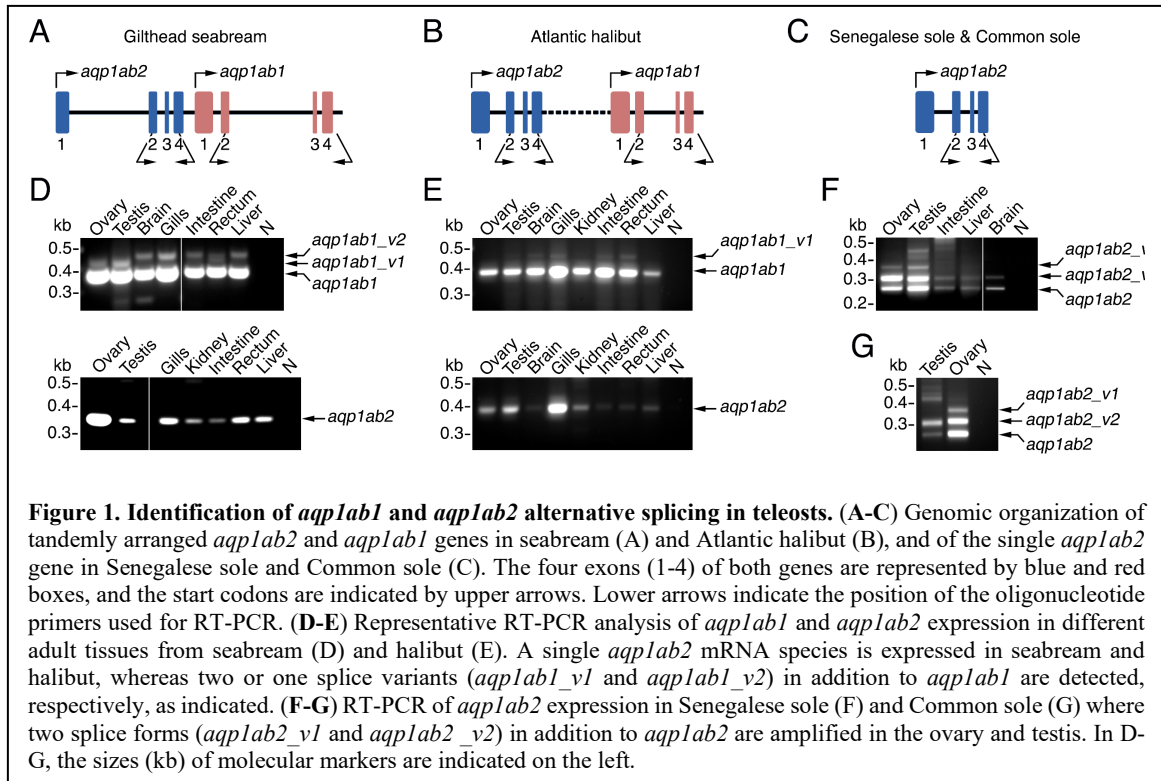 A
Gilthead seabream
aqp1ab2
aqp1ab1
1
2
3
4
1
2
3
4
B
Atlantic halibut
aqp1ab2
aqp1ab1
1
2
3
4
1
2
3
4
C
Senegalese sole & Common sole
aqp1ab2
1
2
3
4
D
kb
Ovary
Testis
Brain
Gills
Intestine
Rectum
Liver
N
0.5-
0.4-
0.3-
aqp1ab1_v2
aqp1ab1_v1
aqp1ab1
kb
Ovary
Testis
Gills
Kidney
Intestine
Rectum
Liver
N
0.5-
0.4-
0.3-
aqp1ab2
E
kb
Ovary
Testis
Brain
Gills
Kidney
Intestine
Rectum
Liver
N
0.5-
0.4-
0.3-
aqp1ab1_v1
aqp1ab1
kb
Ovary
Testis
Brain
Gills
Kidney
Intestine
Rectum
Liver
N
0.5-
0.4-
0.3-
aqp1ab2
F
kb
Ovary
Testis
Intestine
Liver
Brain
N
0.5-
0.4-
0.3-
0.2-
aqp1ab2_v
aqp1ab2_v
aqp1ab2
G
kb
Testis
Ovary
N
0.5-
0.4-
0.3-
aqp1ab2_v1
aqp1ab2_v2
aqp1ab2
Figure 1. Identification of aqp1ab1 and aqp1ab2 alternative splicing in teleosts. (A-C) Genomic organization of
tandemly arranged aqp1ab2 and aqp1ab1 genes in seabream (A) and Atlantic halibut (B), and of the single aqp1ab2
gene in Senegalese sole and Common sole (C). The four exons (1-4) of both genes are represented by blue and red
boxes, and the start codons are indicated by upper arrows. Lower arrows indicate the position of the oligonucleotide
primers used for RT-PCR. (D-E) Representative RT-PCR analysis of aqp1ab1 and aqp1ab2 expression in different
adult tissues from seabream (D) and halibut (E). A single aqp1ab2 mRNA species is expressed in seabream and
halibut, whereas two or one splice variants (aqp1ab1_v1 and aqp1ab1_v2) in addition to aqp1ab1 are detected,
respectively, as indicated. (F-G) RT-PCR of aqp1ab2 expression in Senegalese sole (F) and Common sole (G) where
two splice forms (aqp1ab2_v1 and aqp1ab2 _v2) in addition to aqp1ab2 are amplified in the ovary and testis. In D-
G, the sizes (kb) of molecular markers are indicated on the left.